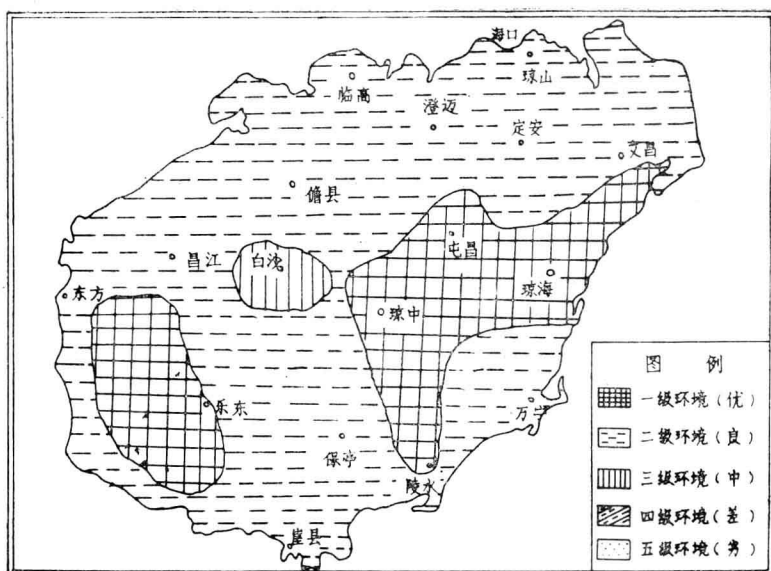 海口
琼山
临高
澄迈
定安
文昌
儋县
屯昌
昌江
白沙
琼海
东方
琼中
乐东
万宁
保亭
陵水
崖县
图 例
一级环境(优)
二级环境(良)
三级环境(中)
四级环境(差)
五级环境(劣)